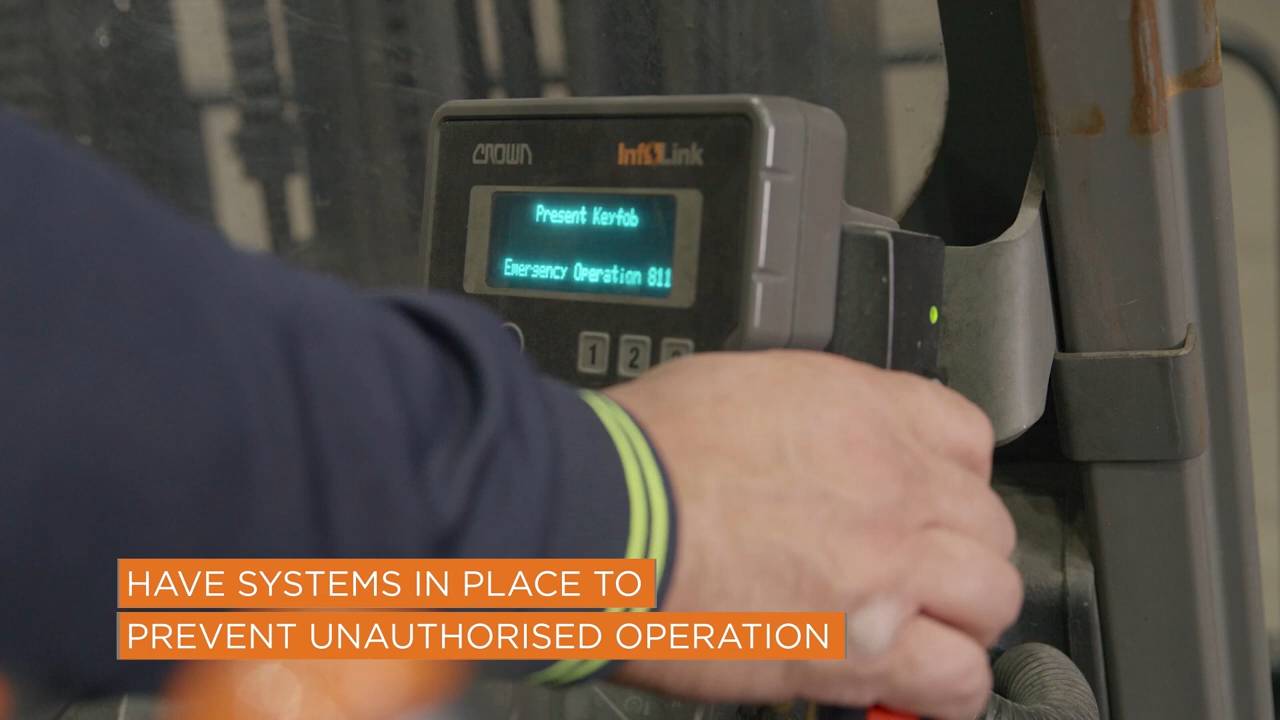 CROWN InfoLink
Present Keyfob
Emergency Operation 811
1 2
HAVE SYSTEMS IN PLACE TO
PREVENT UNAUTHORISED OPERATION